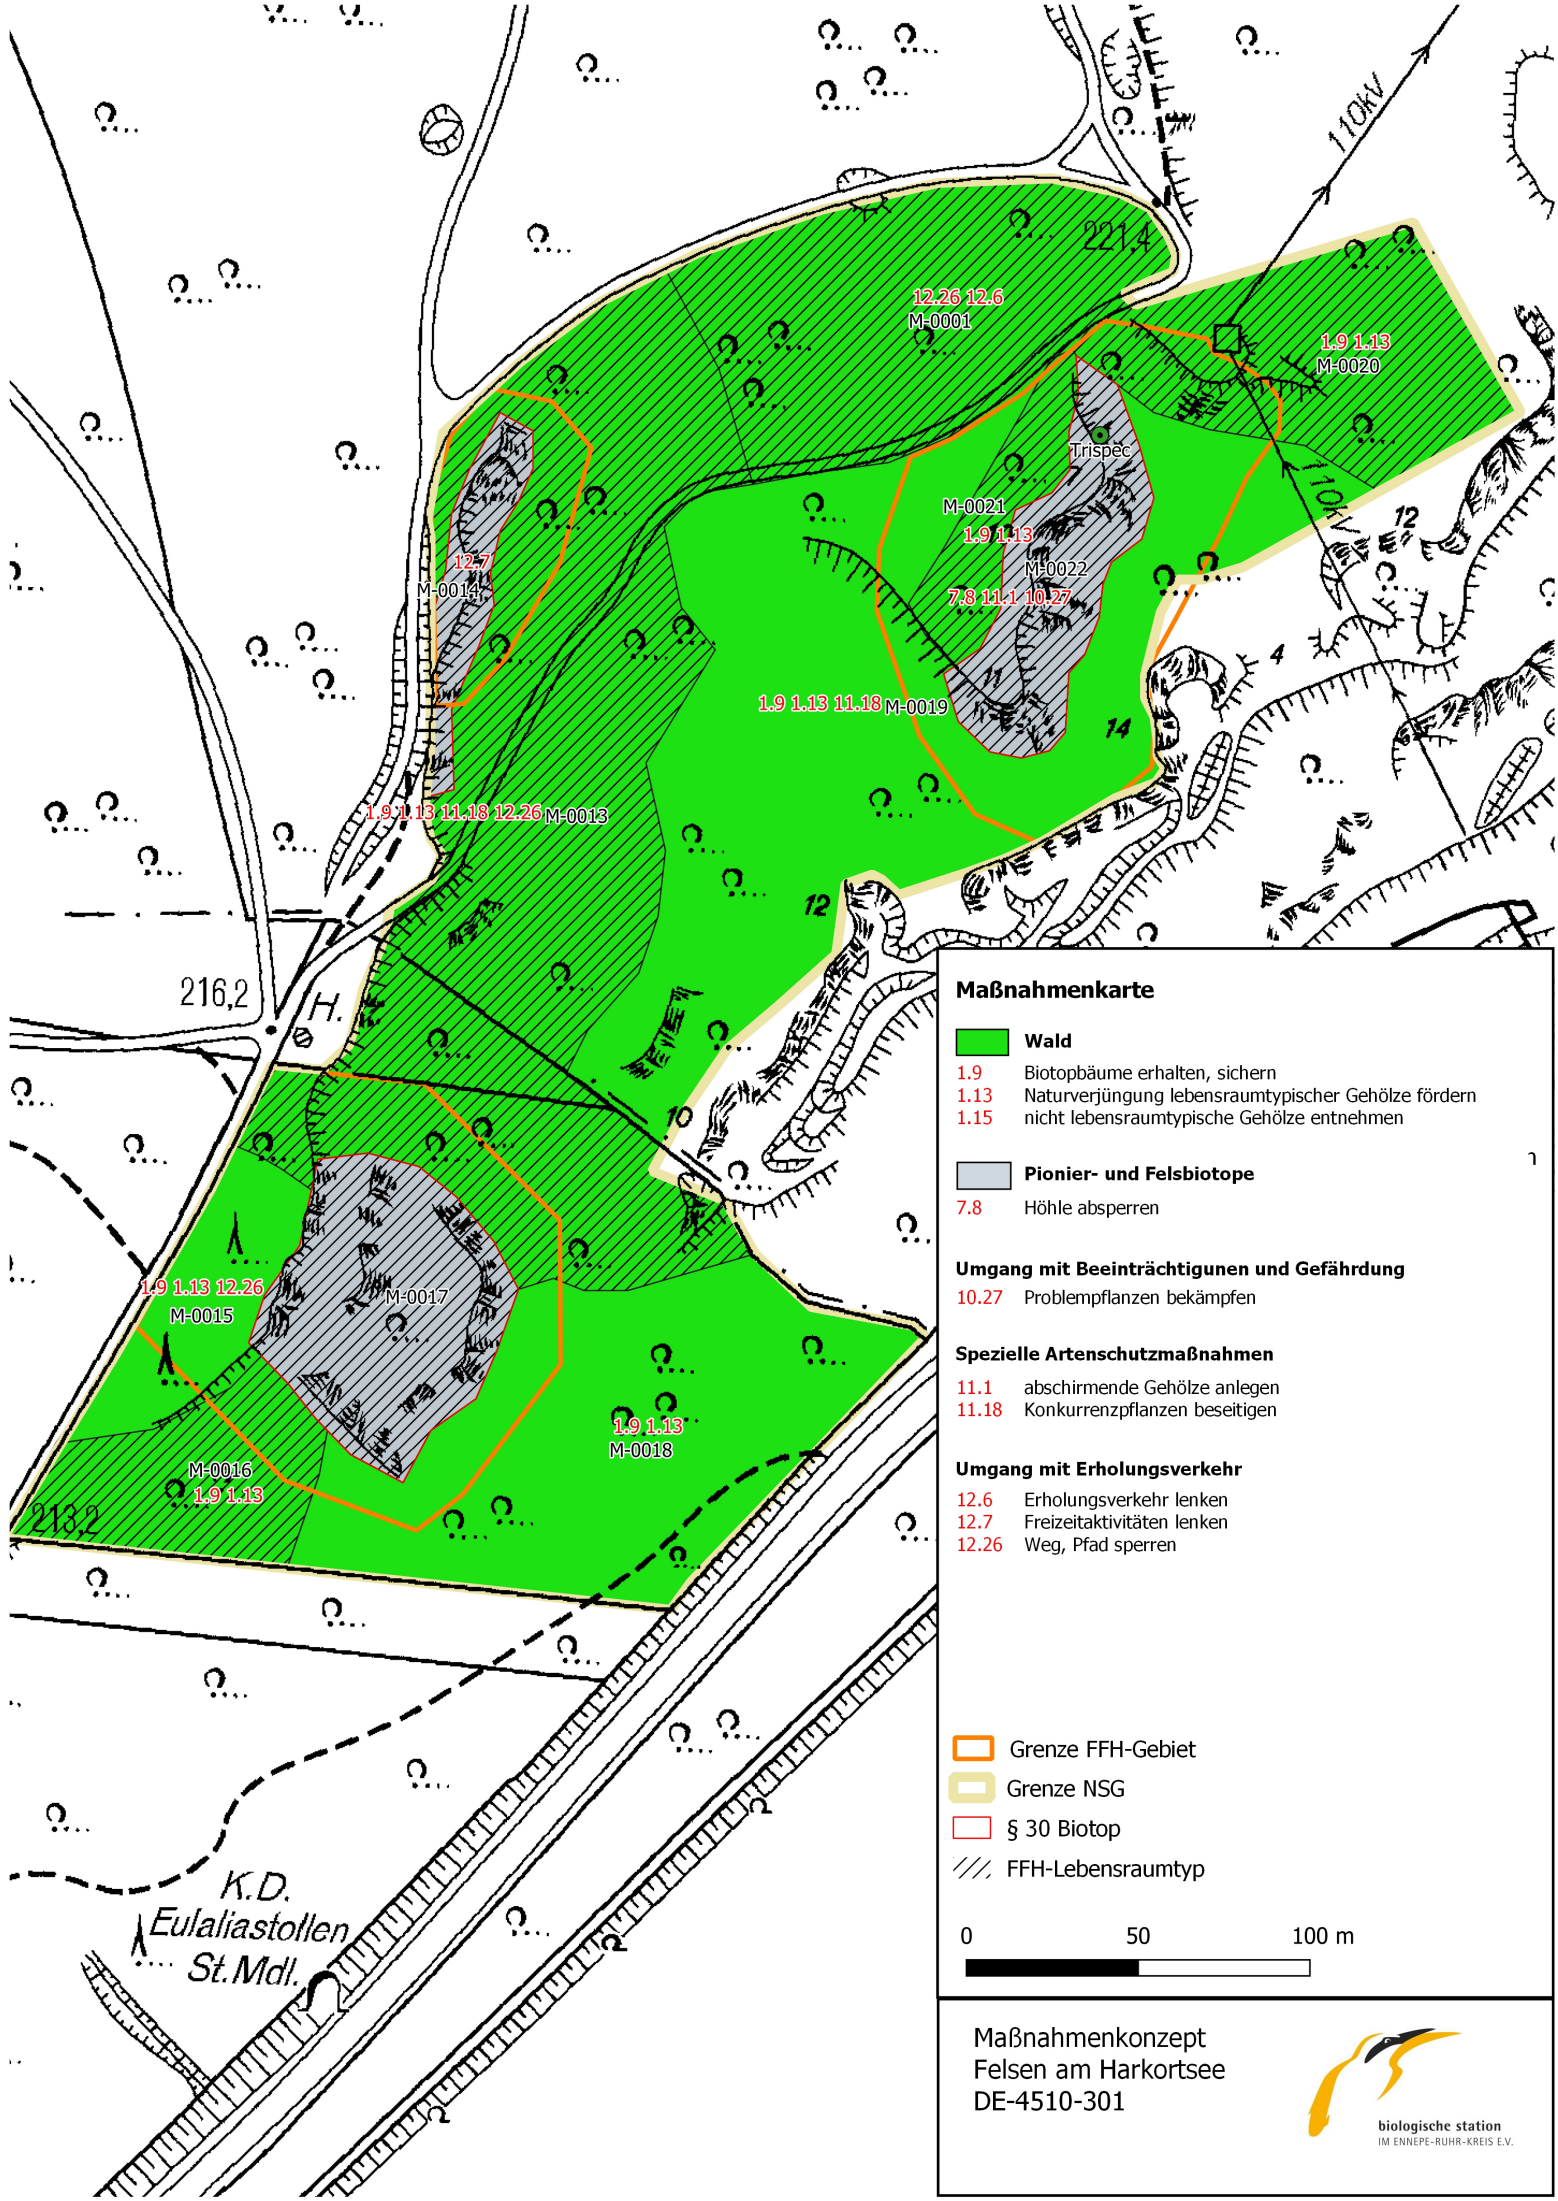 110kV
221,4
12.26 12.6
M-0001
1.9 1.13
M-0020
Trispec
110kV
12
M-0021
1.9 1.13
12.7
M-0014
M-0022
7.8 11.1 10.27
4
11
1.9 1.13 11.18 M-0019
14
1.9 1.13 11.18 12.26 M-0013
12
216,2
H.
10
1.9 1.13 12.26
M-0015
M-0017
1.9 1.13
M-0018
M-0016
1.9 1.13
213,2
K.D.
Eulaliastollen
St.Mdl.
Maßnahmenkarte
Wald
1.9 Biotopbäume erhalten, sichern
1.13 Naturverjüngung lebensraumtypischer Gehölze fördern
1.15 nicht lebensraumtypische Gehölze entnehmen
Pionier- und Felsbiotope
7.8 Höhle absperren
Umgang mit Beeinträchtigunen und Gefährdung
10.27 Problempflanzen bekämpfen
Spezielle Artenschutzmaßnahmen
11.1 abschirmende Gehölze anlegen
11.18 Konkurrenzpflanzen beseitigen
Umgang mit Erholungsverkehr
12.6 Erholungsverkehr lenken
12.7 Freizeitaktivitäten lenken
12.26 Weg, Pfad sperren
Grenze FFH-Gebiet
Grenze NSG
§ 30 Biotop
FFH-Lebensraumtyp
0 50 100 m
Maßnahmenkonzept
Felsen am Harkortsee
DE-4510-301
biologische station
IM ENNEPE-RUHR-KREIS E.V.